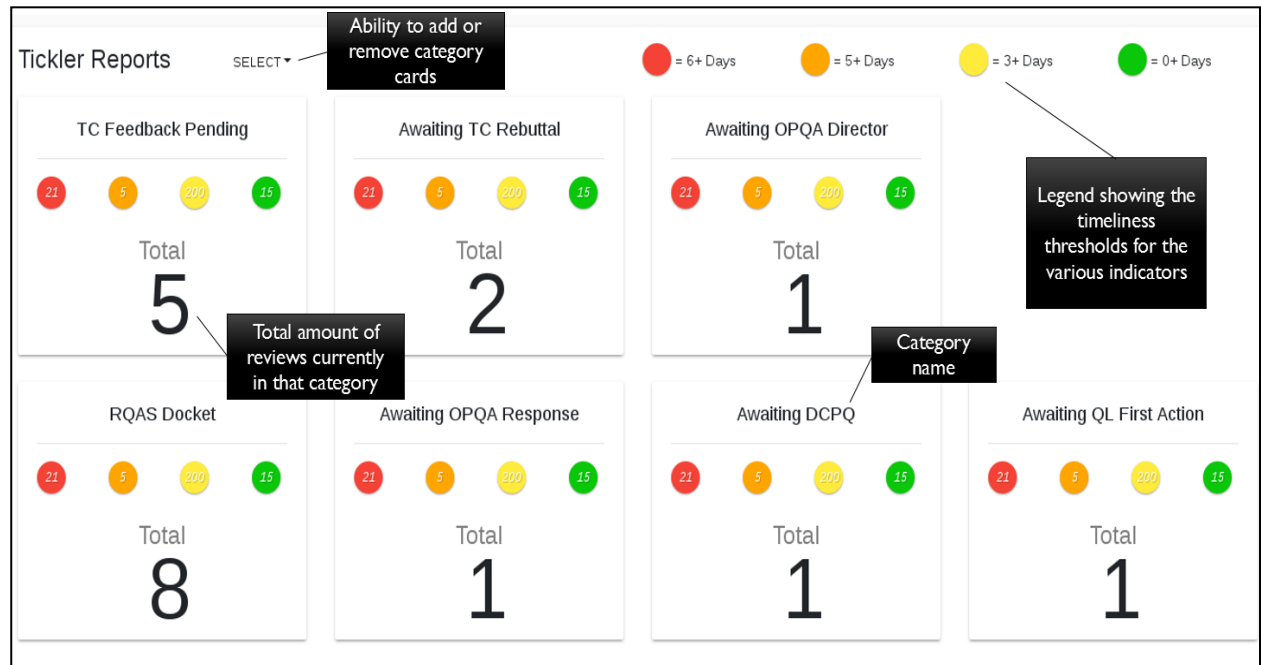 Tickler Reports
SELECT
Ability to add or
remove category
cards
= 6+ Days
= 5+ Days
= 3+ Days
= 0+ Days
Legend showing the
timeliness
thresholds for the
various indicators
TC Feedback Pending
21 5 200 15
Total
5
Total amount of
reviews currently
in that category
Awaiting TC Rebuttal
21 5 200 15
Total
2
Awaiting OPQA Director
21 5 200 15
Total
1
Category
name
RQAS Docket
21 5 200 15
Total
8
Awaiting OPQA Response
21 5 200 15
Total
1
Awaiting DCPQ
21 5 200 15
Total
1
Awaiting QL First Action
21 5 200 15
Total
1